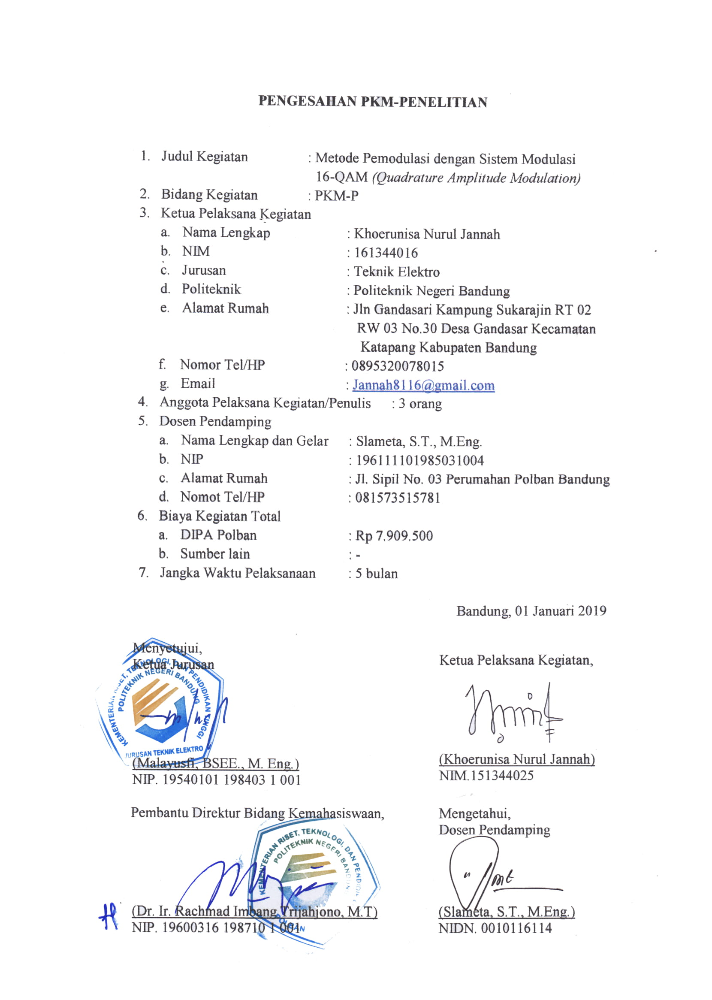 PENGESAHAN PKM-PENELITIAN
1. Judul Kegiatan : Metode Pemodulasi dengan Sistem Modulasi
16-QAM (Quadrature Amplitude Modulation)
2. Bidang Kegiatan : PKM-P
3. Ketua Pelaksana Kegiatan
a. Nama Lengkap : Khoerunisa Nurul Jannah
b. NIM : 161344016
c. Jurusan : Teknik Elektro
d. Politeknik : Politeknik Negeri Bandung
e. Alamat Rumah : Jln Gandasari Kampung Sukarajin RT 02
RW 03 No.30 Desa Gandasar Kecamatan
Katapang Kabupaten Bandung
f. Nomor Tel/HP : 0895320078015
g. Email : Jannah8116@gmail.com
4. Anggota Pelaksana Kegiatan/Penulis : 3 orang
5. Dosen Pendamping
a. Nama Lengkap dan Gelar : Slameta, S.T., M.Eng.
b. NIP : 196111101985031004
c. Alamat Rumah : Jl. Sipil No. 03 Perumahan Polban Bandung
d. Nomot Tel/HP : 081573515781
6. Biaya Kegiatan Total
a. DIPA Polban : Rp 7.909.500
b. Sumber lain : -
7. Jangka Waktu Pelaksanaan : 5 bulan
Bandung, 01 Januari 2019
Menyetujui,
Ketua Jurusan
Ketua Pelaksana Kegiatan,
KEMENTERIAN RISET, TEKNOLOGI, DAN PENDIDIKAN TINGGI
POLITEKNIK NEGERI BANDUNG
JURUSAN TEKNIK ELEKTRO
(Malayusfi, BSEE., M. Eng.)
NIP. 19540101 198403 1 001
(Khoerunisa Nurul Jannah)
NIM.151344025
Pembantu Direktur Bidang Kemahasiswaan,
Mengetahui,
Dosen Pendamping
KEMENTERIAN RISET, TEKNOLOGI, DAN PENDIDIK
POLITEKNIK NEGERI BANDUN
POLBAN
(Dr. Ir. Rachmad Imbang Trijahjono, M.T)
NIP. 19600316 198710 1 001
(Slameta, S.T., M.Eng.)
NIDN. 0010116114